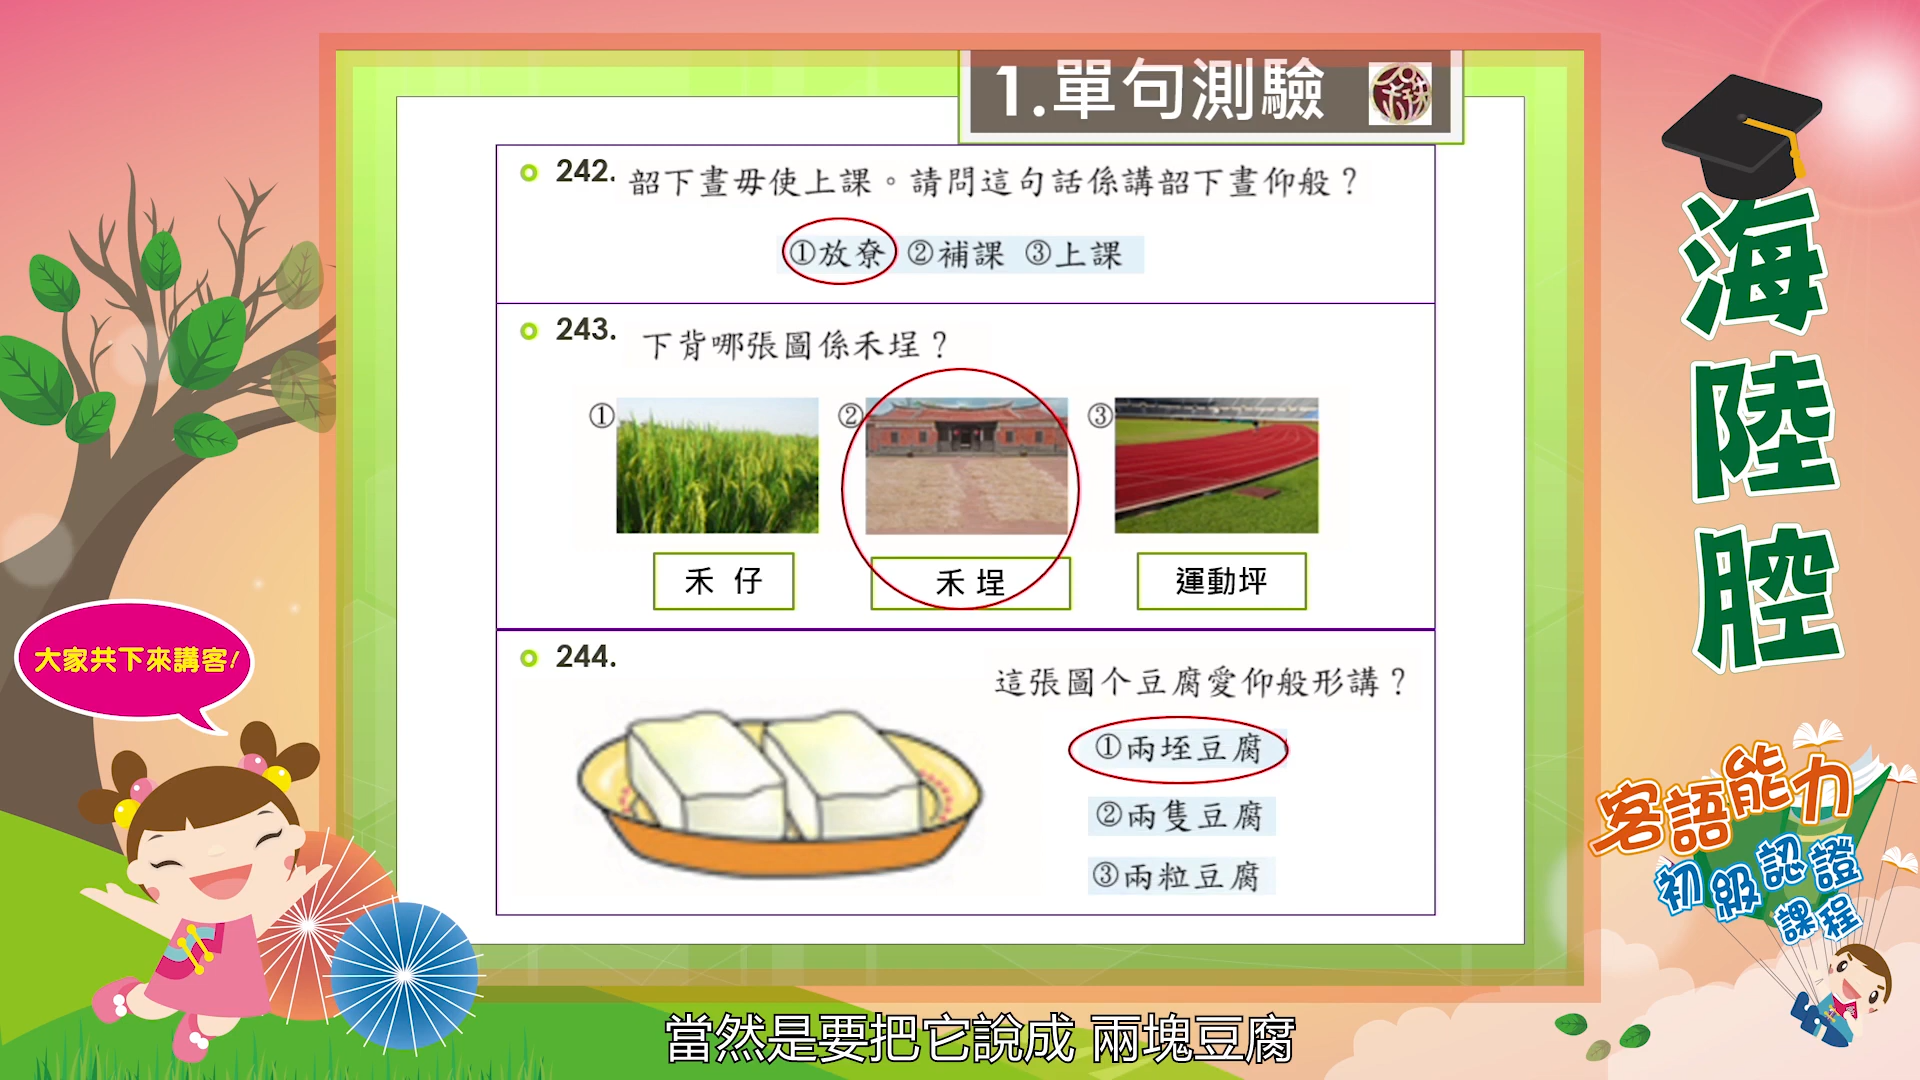 1.單句測驗
242. 韶下晝毋使上課。請問這句話係講韶下晝仰般？
①放尞 ②補課 ③上課
243. 下背哪張圖係禾埕？
① ② ③
禾 仔
禾 埕
運動坪
244. 這張圖个豆腐愛仰般形講？
①兩垤豆腐
②兩隻豆腐
③兩粒豆腐
海陸腔
大家共下來講客!
客語能力
初級認證
課程
當然是要把它說成 兩塊豆腐